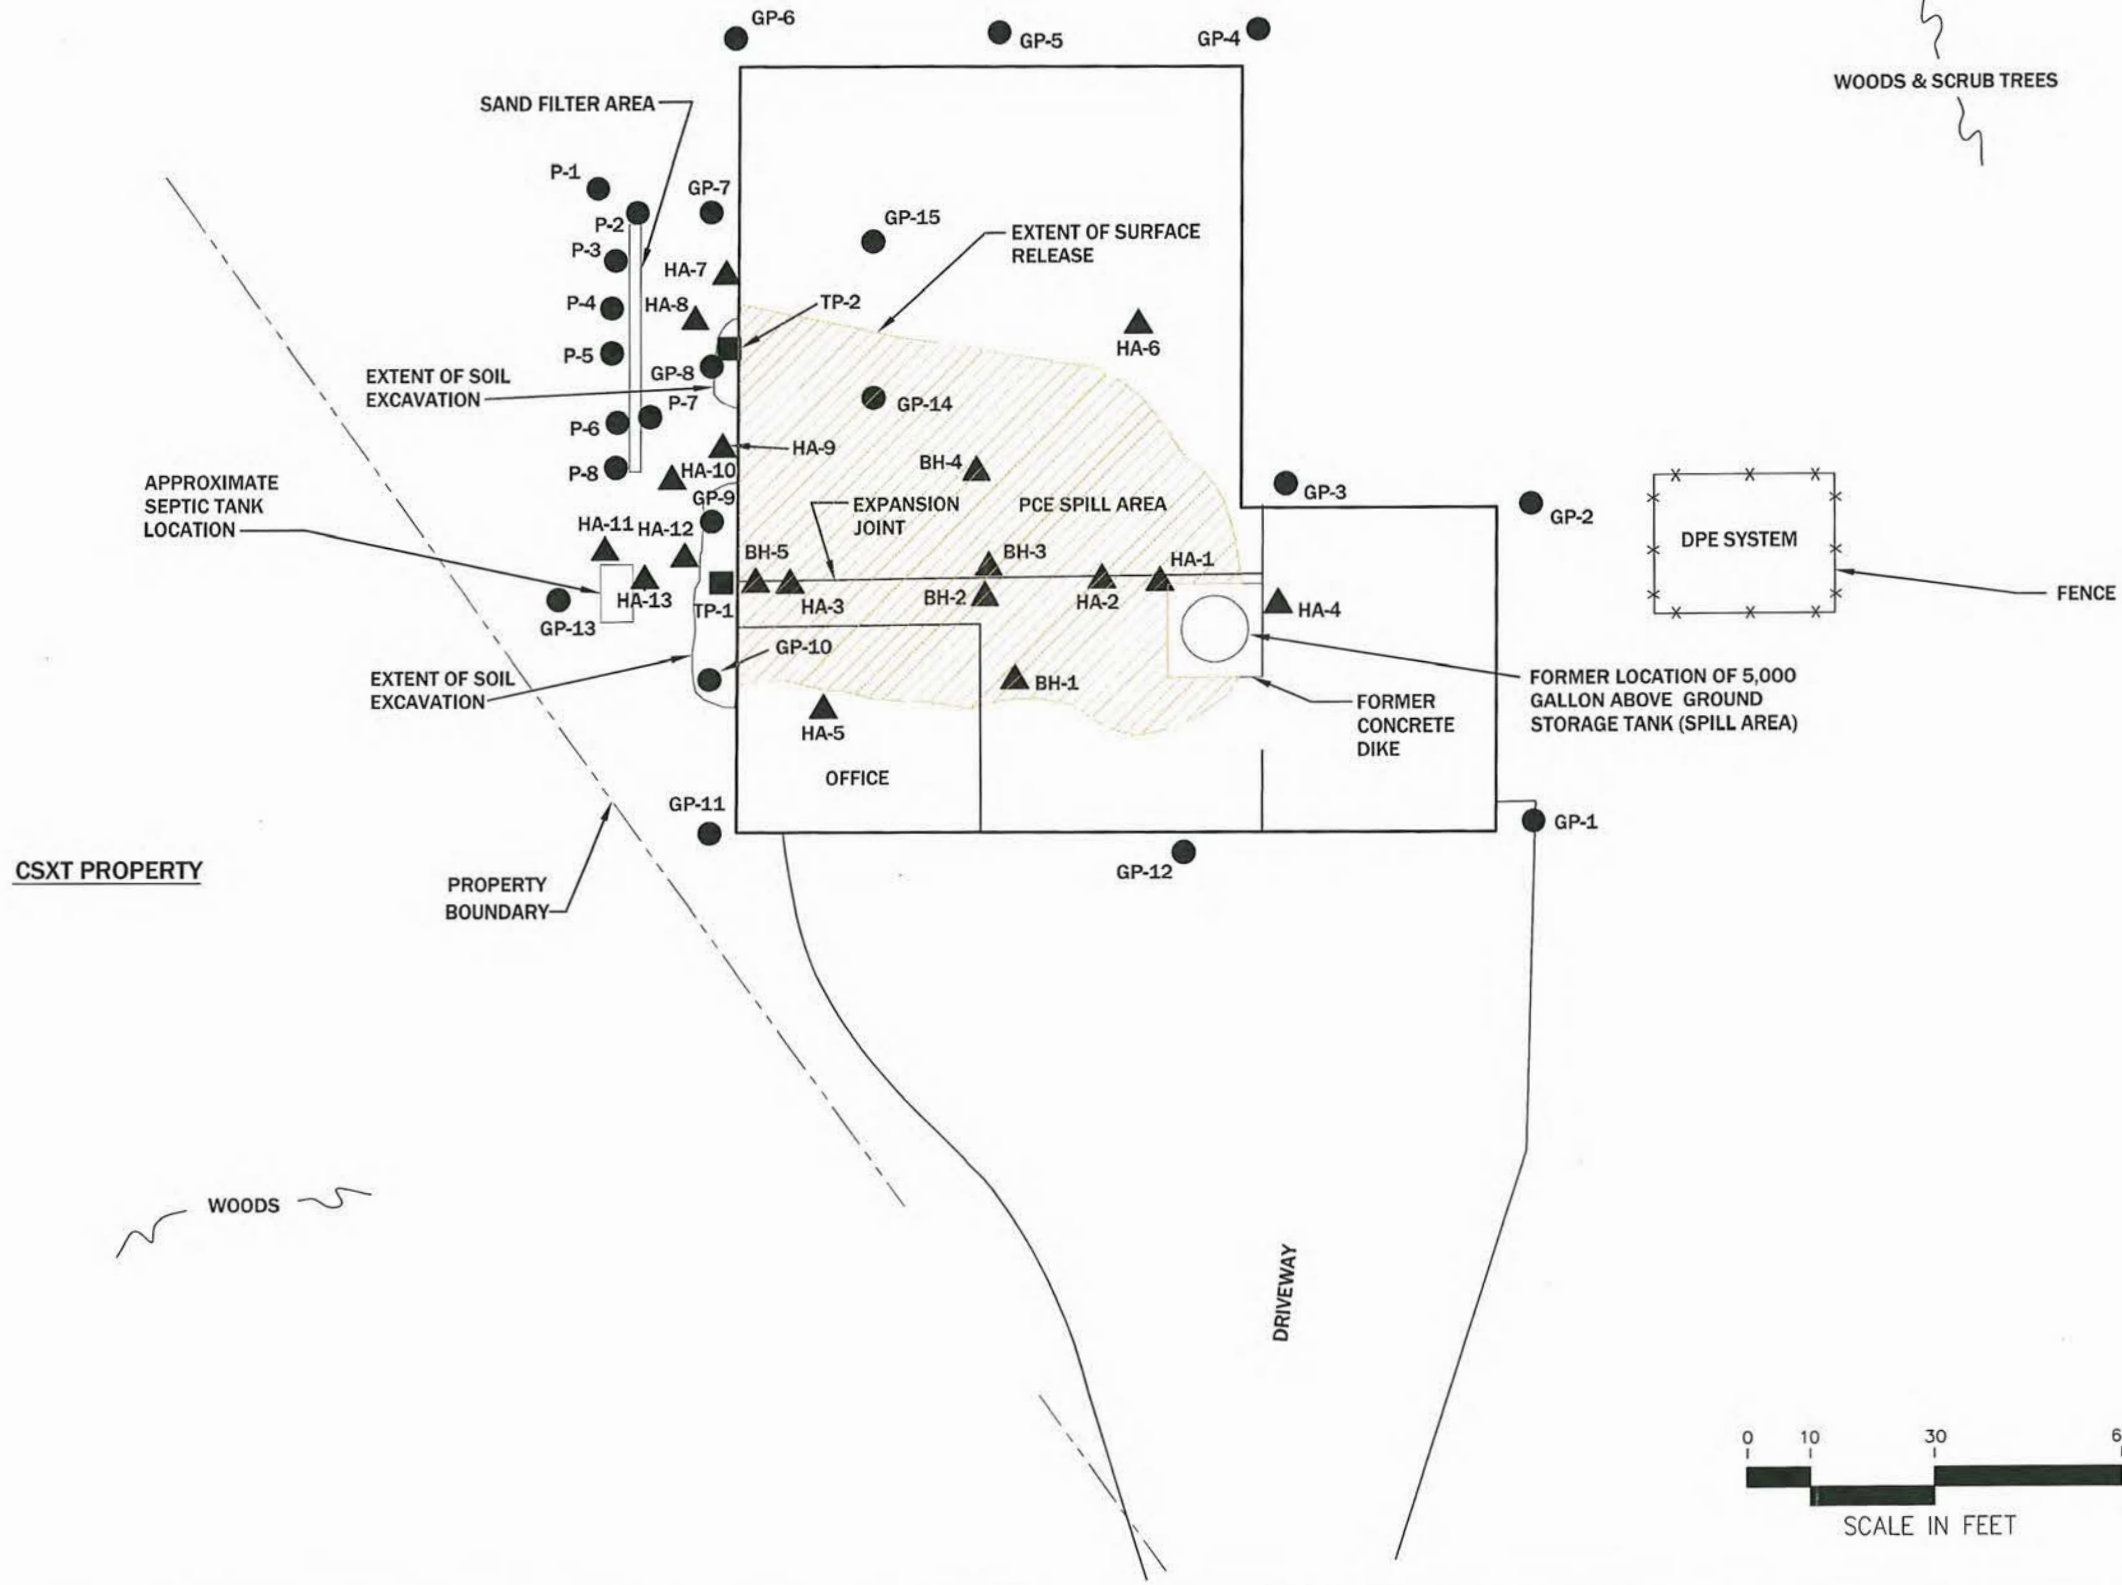 GP-6
GP-5
GP-4
WOODS & SCRUB TREES
SAND FILTER AREA
P-1
GP-7
P-2
GP-15
EXTENT OF SURFACE
RELEASE
P-3
HA-7
P-4
HA-8
TP-2
HA-6
P-5
GP-8
EXTENT OF SOIL
EXCAVATION
P-7
GP-14
P-6
HA-9
BH-4
P-8
HA-10
APPROXIMATE
SEPTIC TANK
LOCATION
GP-9
EXPANSION
JOINT
PCE SPILL AREA
GP-3
GP-2
HA-11
HA-12
DPE SYSTEM
BH-5
BH-3
HA-1
FENCE
HA-13
TP-1
HA-3
BH-2
HA-2
HA-4
GP-13
GP-10
EXTENT OF SOIL
EXCAVATION
BH-1
FORMER LOCATION OF 5,000
GALLON ABOVE GROUND
STORAGE TANK (SPILL AREA)
FORMER
CONCRETE
DIKE
HA-5
OFFICE
GP-11
GP-1
GP-12
CSXT PROPERTY
PROPERTY
BOUNDARY
WOODS
DRIVEWAY
0 10 30
SCALE IN FEET